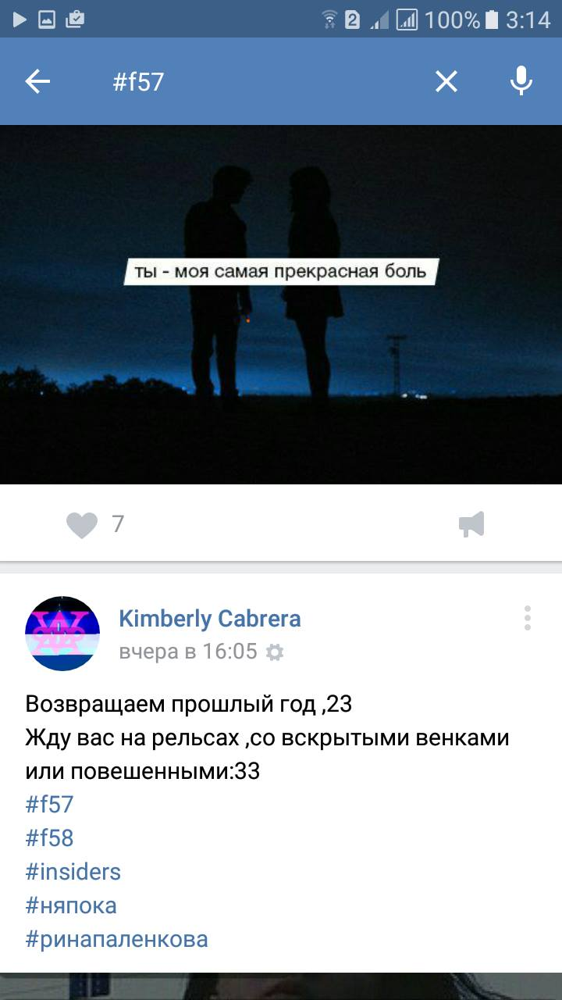 2 100% 3:14
#f57
ты - моя самая прекрасная боль
7
Kimberly Cabrera
вчера в 16:05
Возвращаем прошлый год ,23
Жду вас на рельсах ,со вскрытыми венками
или повешенными:33
#f57
#f58
#insiders
#няпока
#ринапаленкова